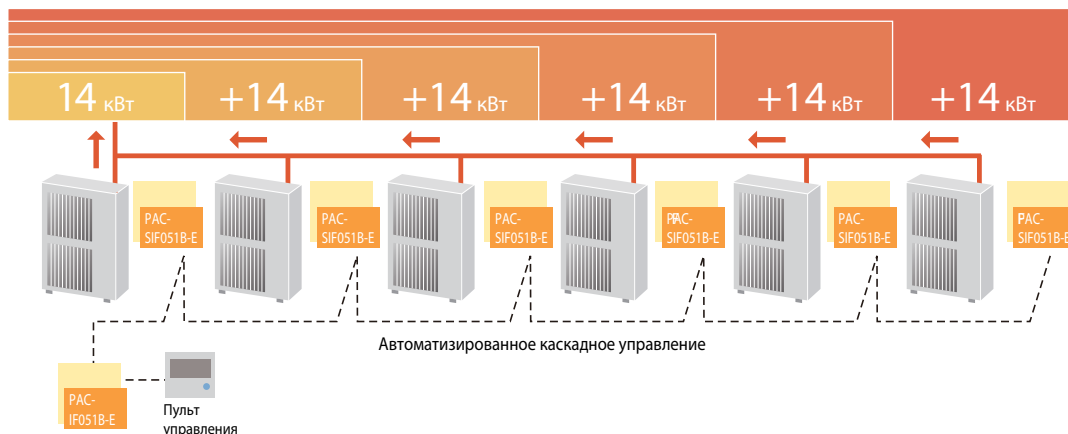 14 кВт +14 кВт +14 кВт +14 кВт +14 кВт +14 кВт
PAC- PAC- PAC- PAC- PAC- PAC-
SIF051B-E SIF051B-E SIF051B-E SIF051B-E SIF051B-E SIF051B-E
Автоматизированное каскадное управление
PAC-
IF051B-E
Пульт
управления